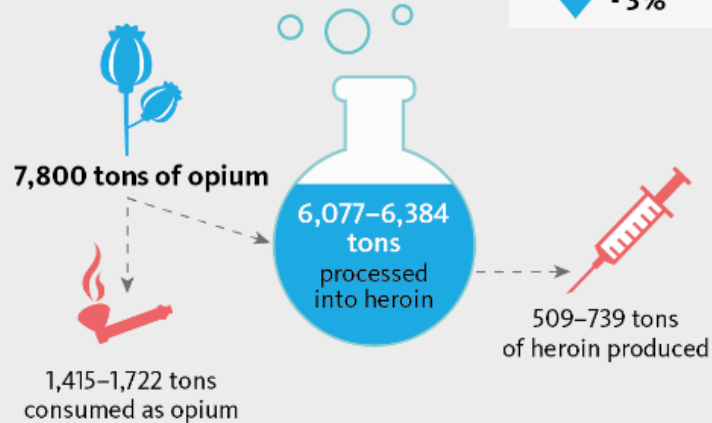 - 3%
7,800 tons of opium
6,077–6,384
tons
processed
into heroin
509–739 tons
of heroin produced
1,415–1,722 tons
consumed as opium